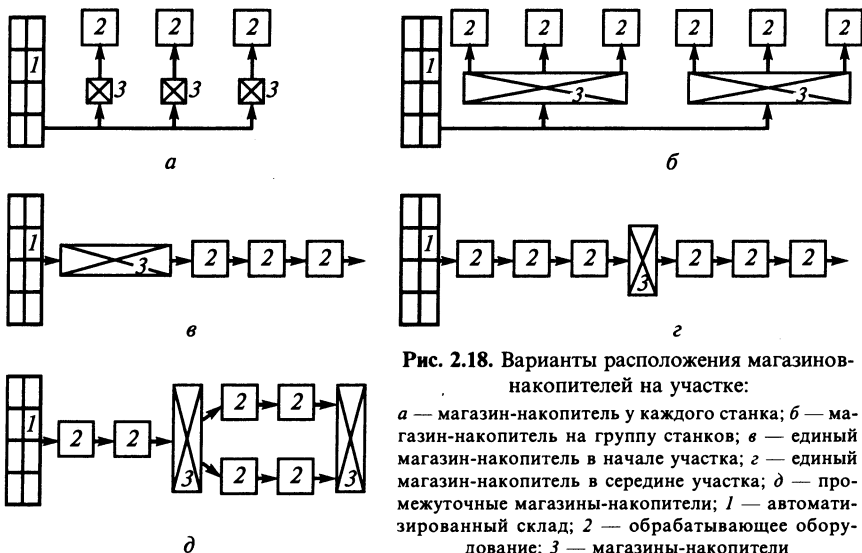 2 2 2
1
3 3 3
а
2 2 2 2 2 2
1
3 3
б
1
3 2 2 2
в
1
2 2 2 3 2 2 2
г
1
2 2
2 2
2 2
3 3
д
Рис. 2.18. Варианты расположения магазинов-
накопителей на участке:
а — магазин-накопитель у каждого станка; б — ма-
газин-накопитель на группу станков; в — единый
магазин-накопитель в начале участка; г — единый
магазин-накопитель в середине участка; д — про-
межуточные магазины-накопители; 1 — автомати-
зированный склад; 2 — обрабатывающее обору-
дование; 3 — магазины-накопители